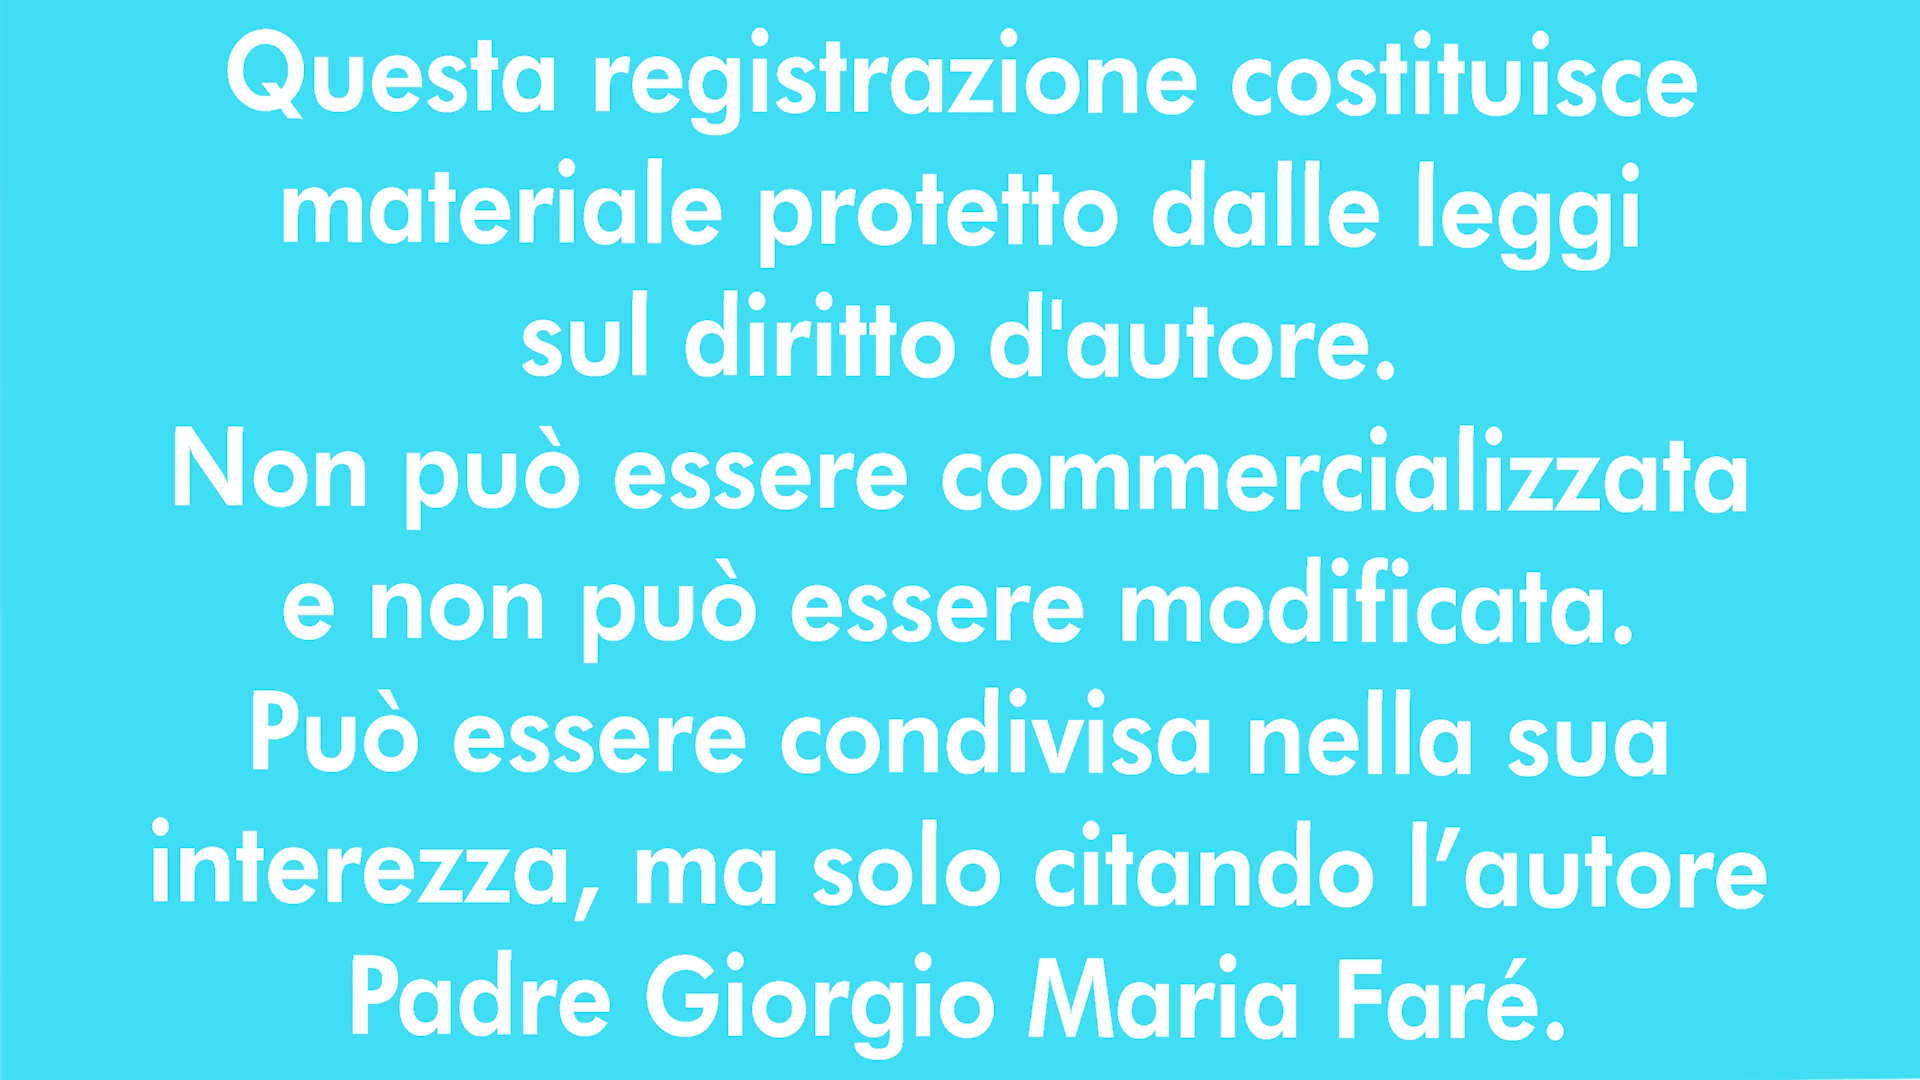 Questa registrazione costituisce
materiale protetto dalle leggi
sul diritto d'autore.
Non può essere commercializzata
e non può essere modificata.
Può essere condivisa nella sua
interezza, ma solo citando l’autore
Padre Giorgio Maria Faré.